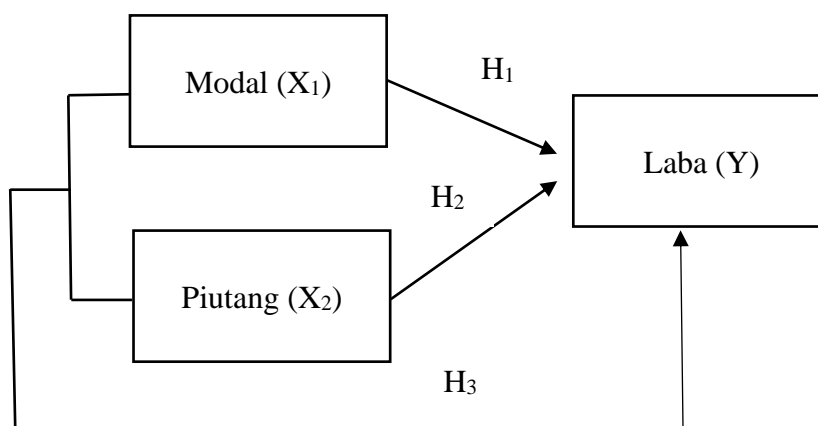 Modal (X₁)
H₁
Laba (Y)
H₂
Piutang (X₂)
H₃